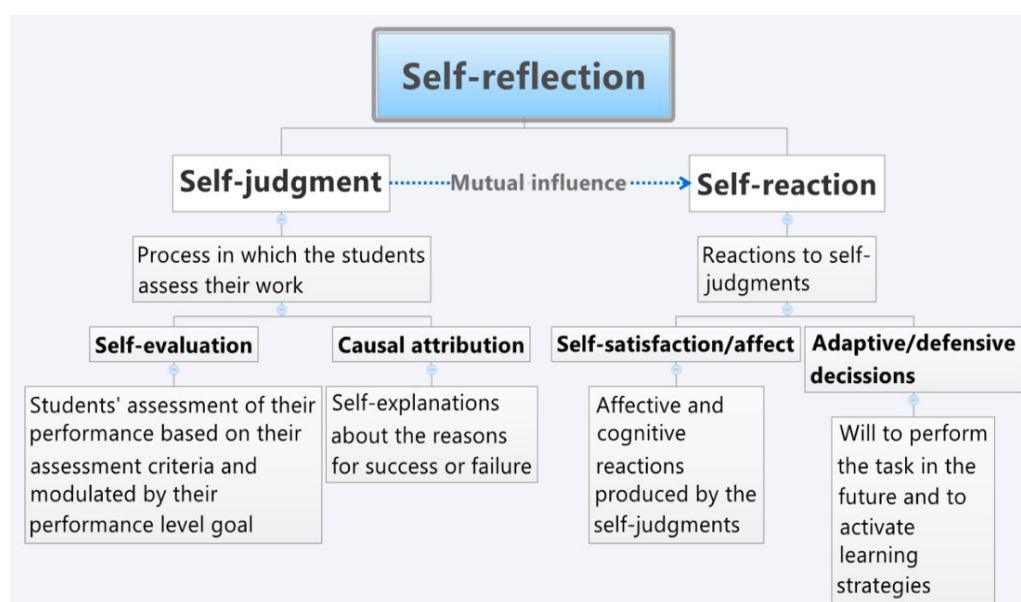 Self-reflection
Self-judgment
Mutual influence
Self-reaction
Process in which the students
assess their work
Reactions to self-
judgments
Self-evaluation
Causal attribution
Self-satisfaction/affect
Adaptive/defensive
decissions
Students' assessment of their
performance based on their
assessment criteria and
modulated by their
performance level goal
Self-explanations
about the reasons
for success or failure
Affective and
cognitive
reactions
produced by the
self-judgments
Will to perform
the task in the
future and to
activate
learning
strategies